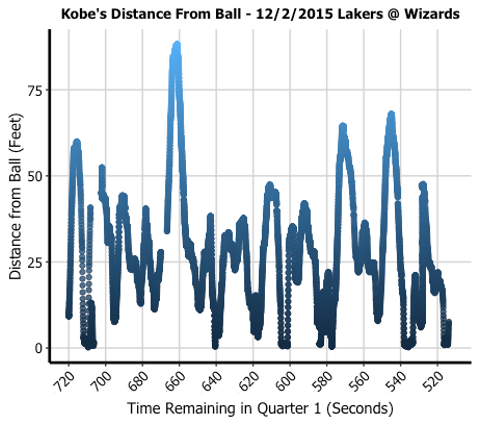 Kobe's Distance From Ball - 12/2/2015 Lakers @ Wizards
Distance from Ball (Feet)
75
50
25
0
720 700 680 660 640 620 600 580 560 540 520
Time Remaining in Quarter 1 (Seconds)